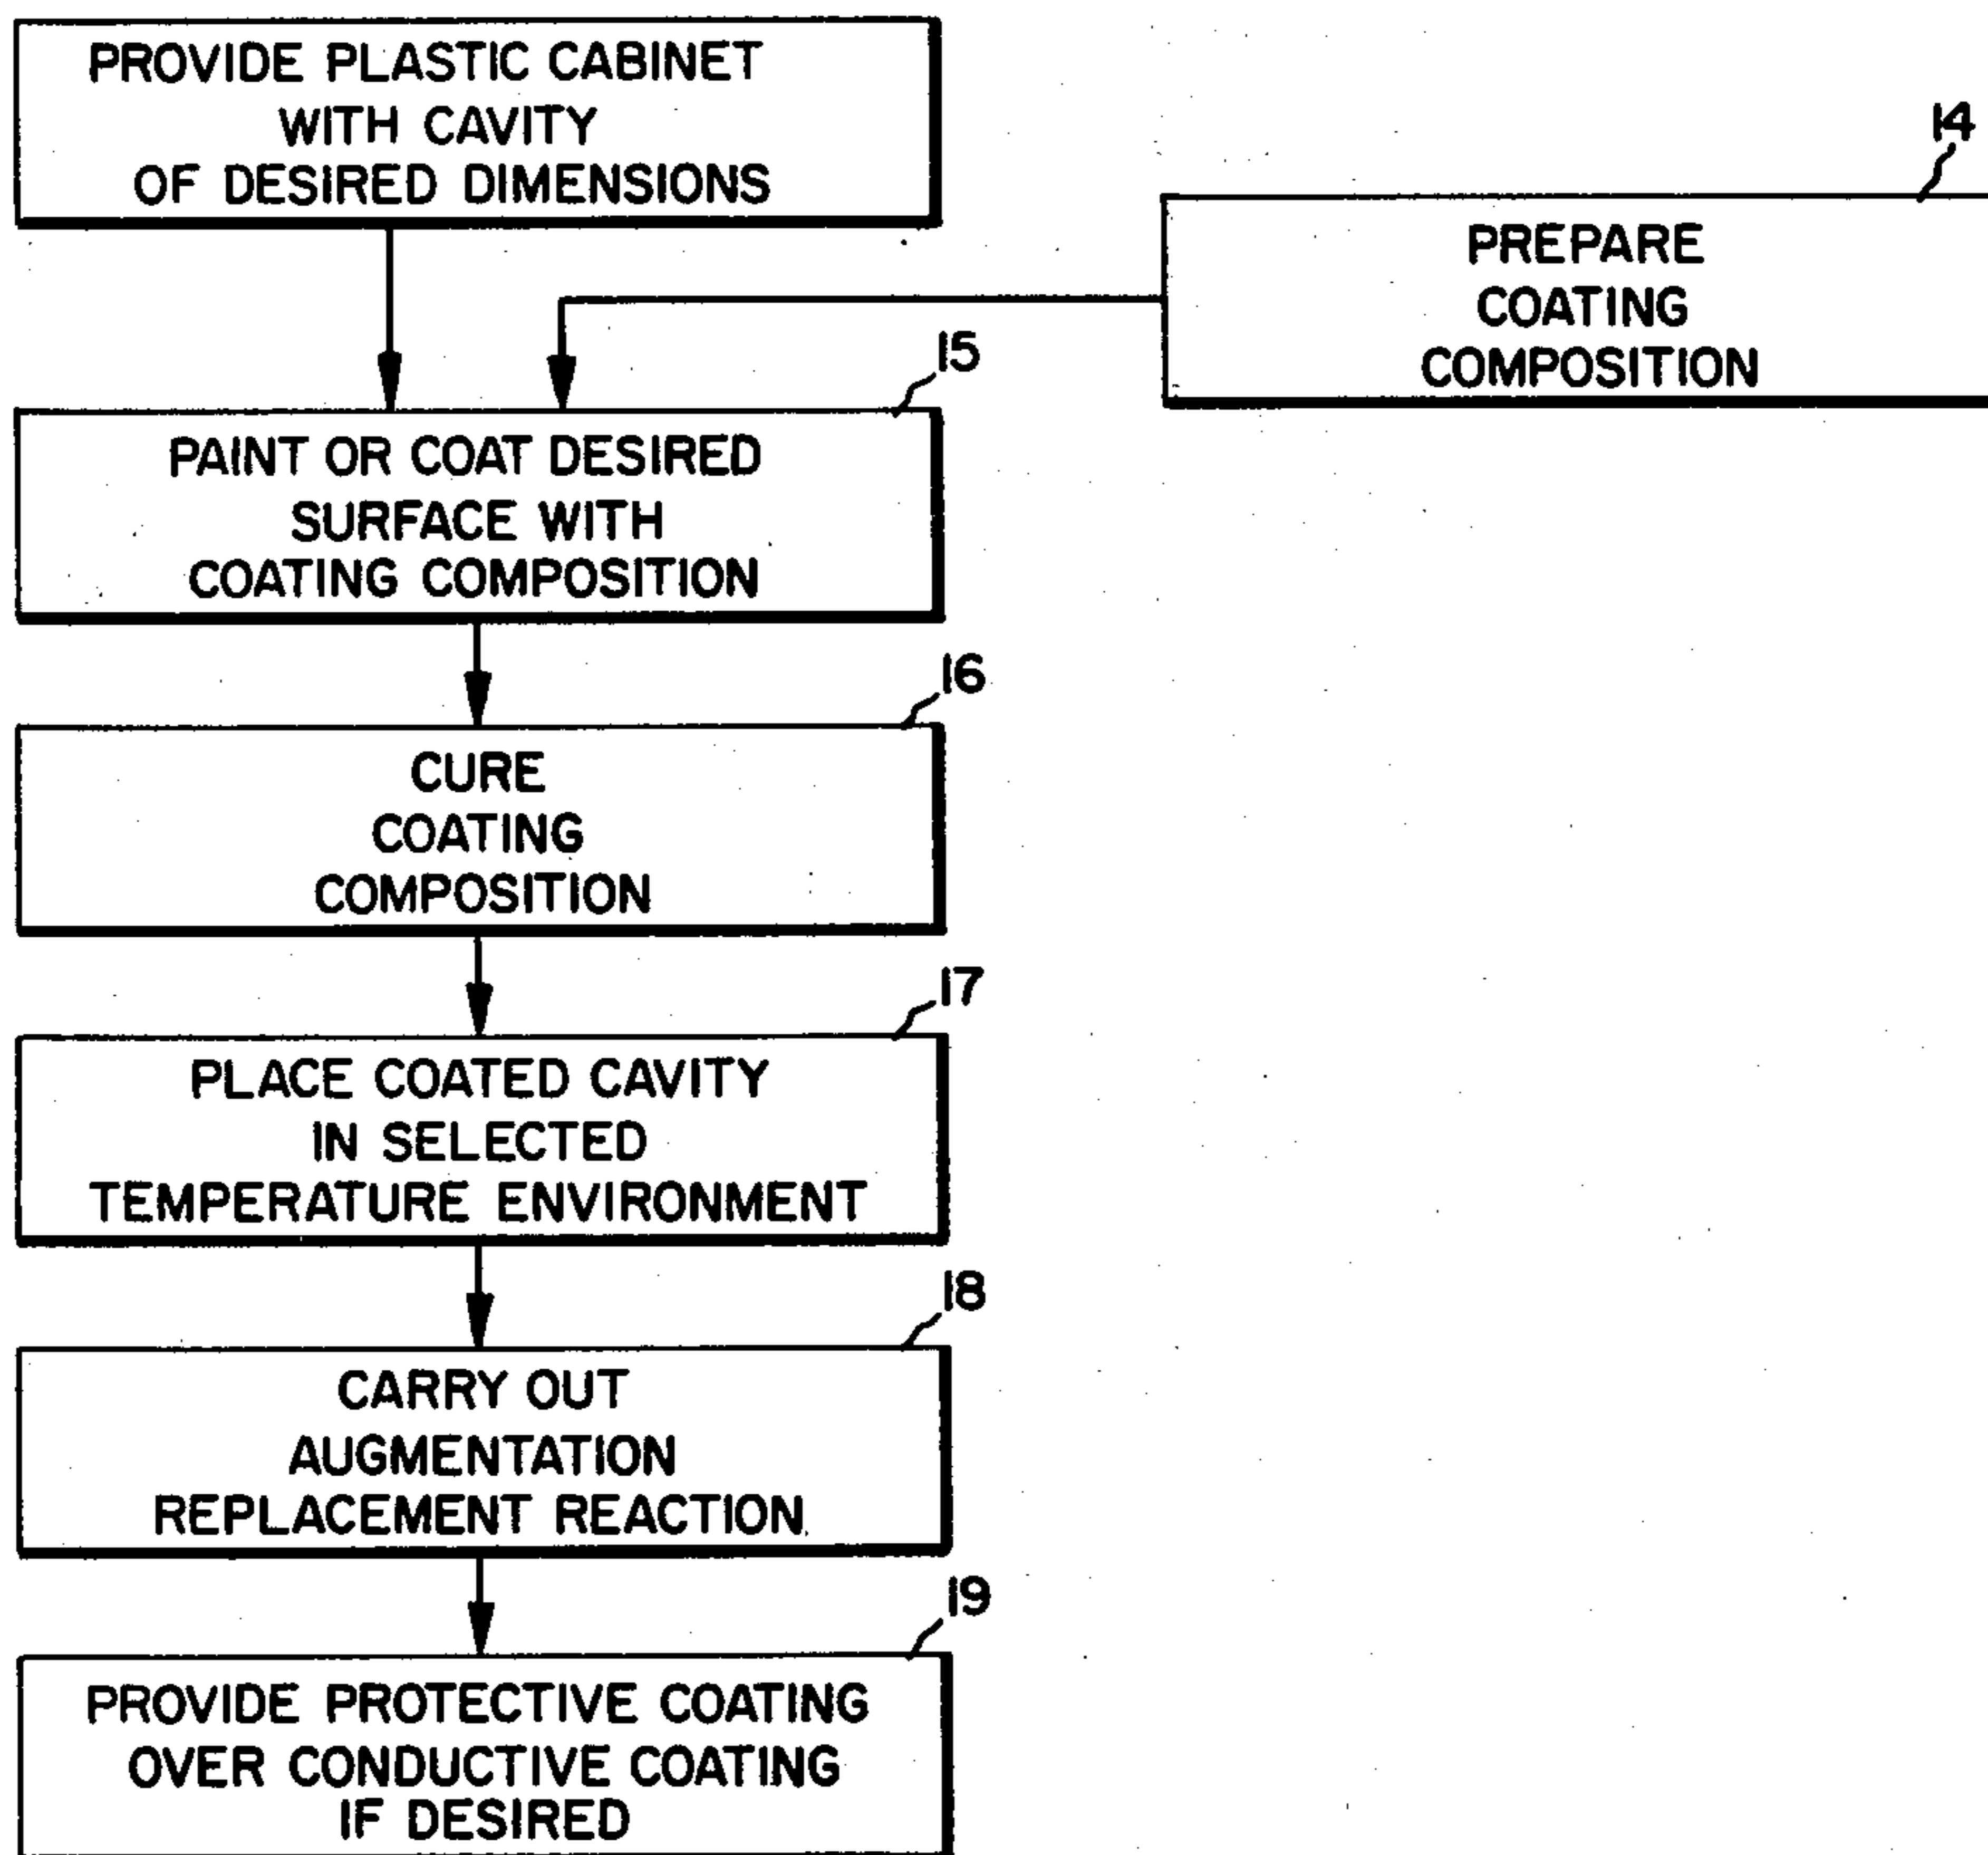 PROVIDE PLASTIC CABINET
WITH CAVITY
OF DESIRED DIMENSIONS
14
PREPARE
COATING
COMPOSITION
15
PAINT OR COAT DESIRED
SURFACE WITH
COATING COMPOSITION
16
CURE
COATING
COMPOSITION
17
PLACE COATED CAVITY
IN SELECTED
TEMPERATURE ENVIRONMENT
18
CARRY OUT
AUGMENTATION
REPLACEMENT REACTION
19
PROVIDE PROTECTIVE COATING
OVER CONDUCTIVE COATING
IF DESIRED